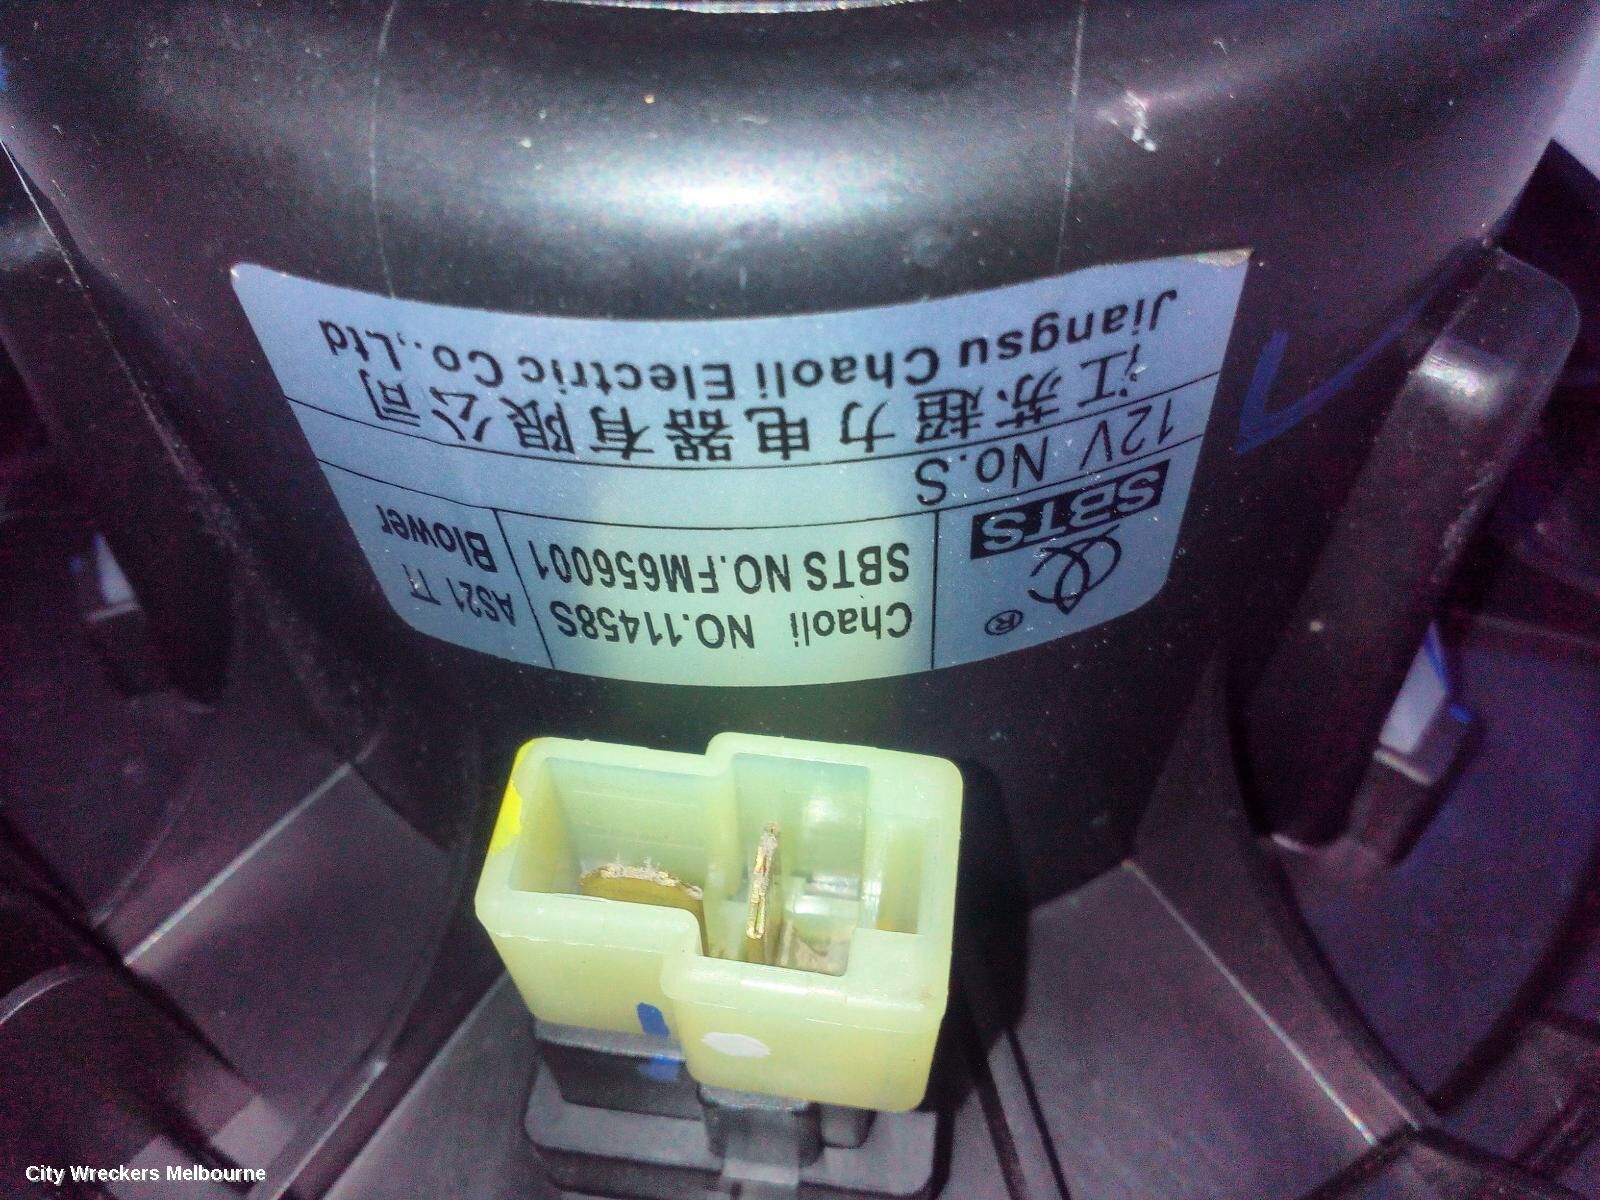 ®
SBTS
Chaoli NO.11458S
SBTS NO.FM656001
AS21
Blower
12V No.S
江苏超力电器有限公司
Jiangsu Chaoli Electric Co.,Ltd
City Wreckers Melbourne